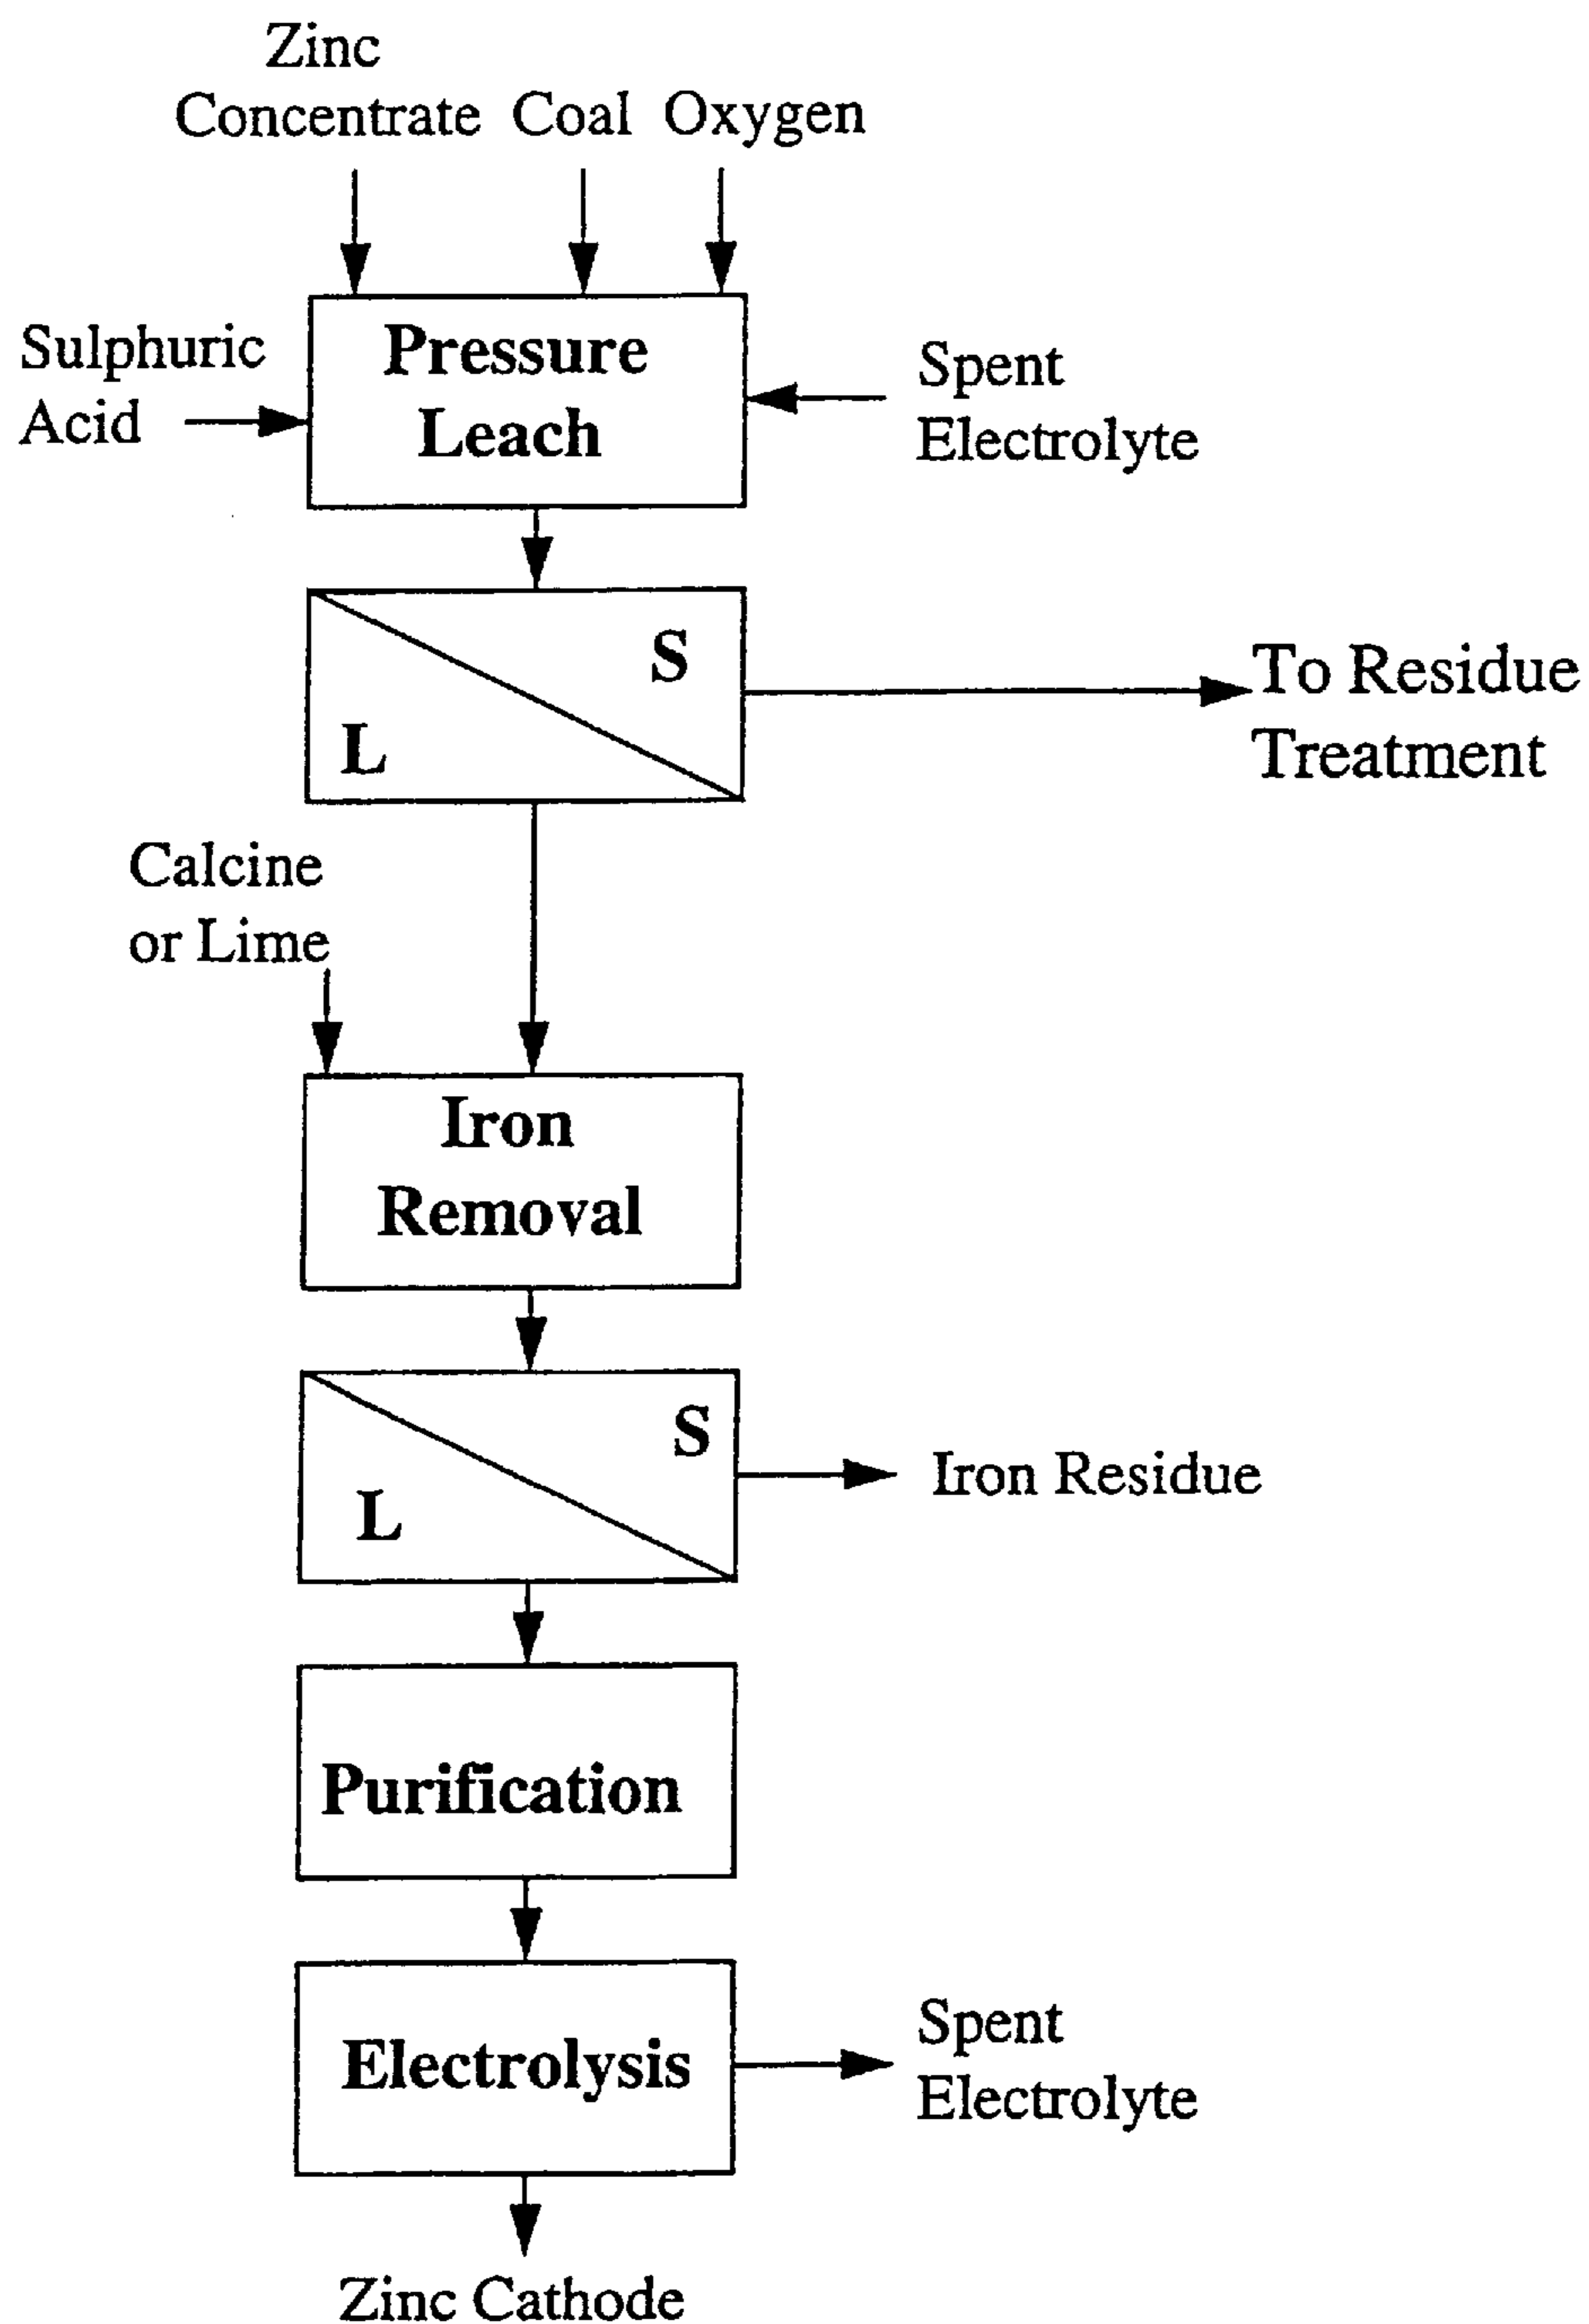 Zinc
Concentrate Coal Oxygen
Sulphuric
Acid
Pressure
Leach
Spent
Electrolyte
S
L
To Residue
Treatment
Calcine
or Lime
Iron
Removal
S
L
Iron Residue
Purification
Electrolysis
Spent
Electrolyte
Zinc Cathode